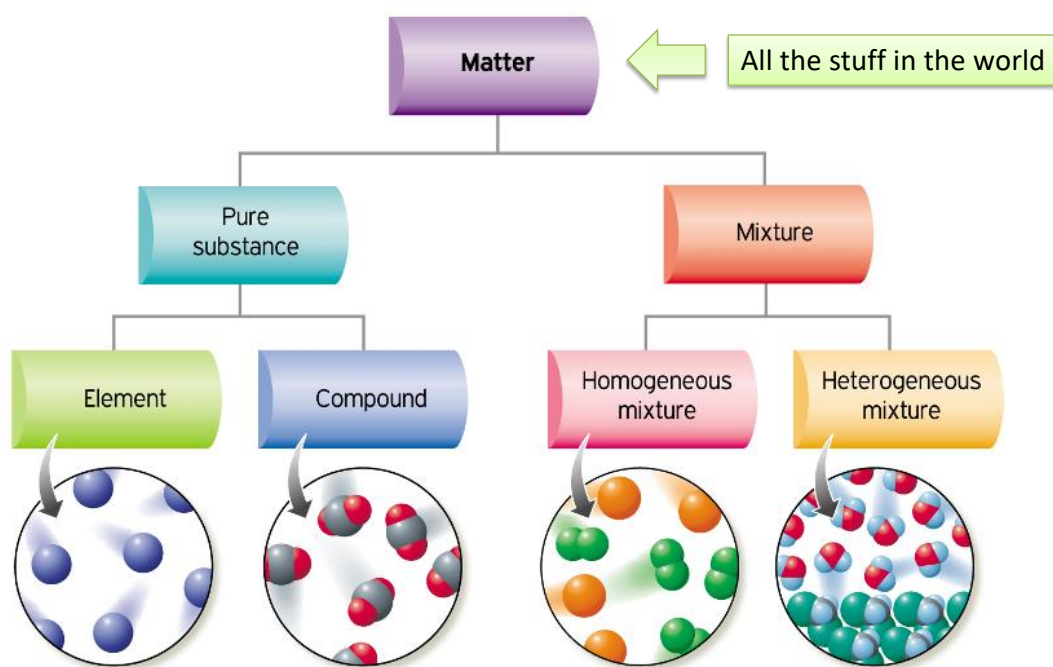 Matter
All the stuff in the world
Pure
substance
Mixture
Element
Compound
Homogeneous
mixture
Heterogeneous
mixture